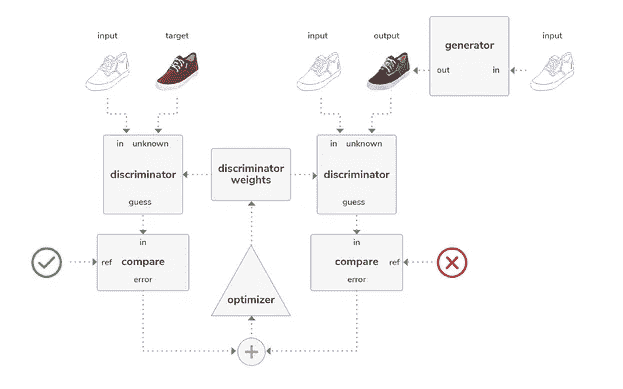 input target input output generator input
out in
in unknown in unknown
discriminator discriminator weights discriminator
guess guess
in in
ref compare compare ref
error optimizer error
+